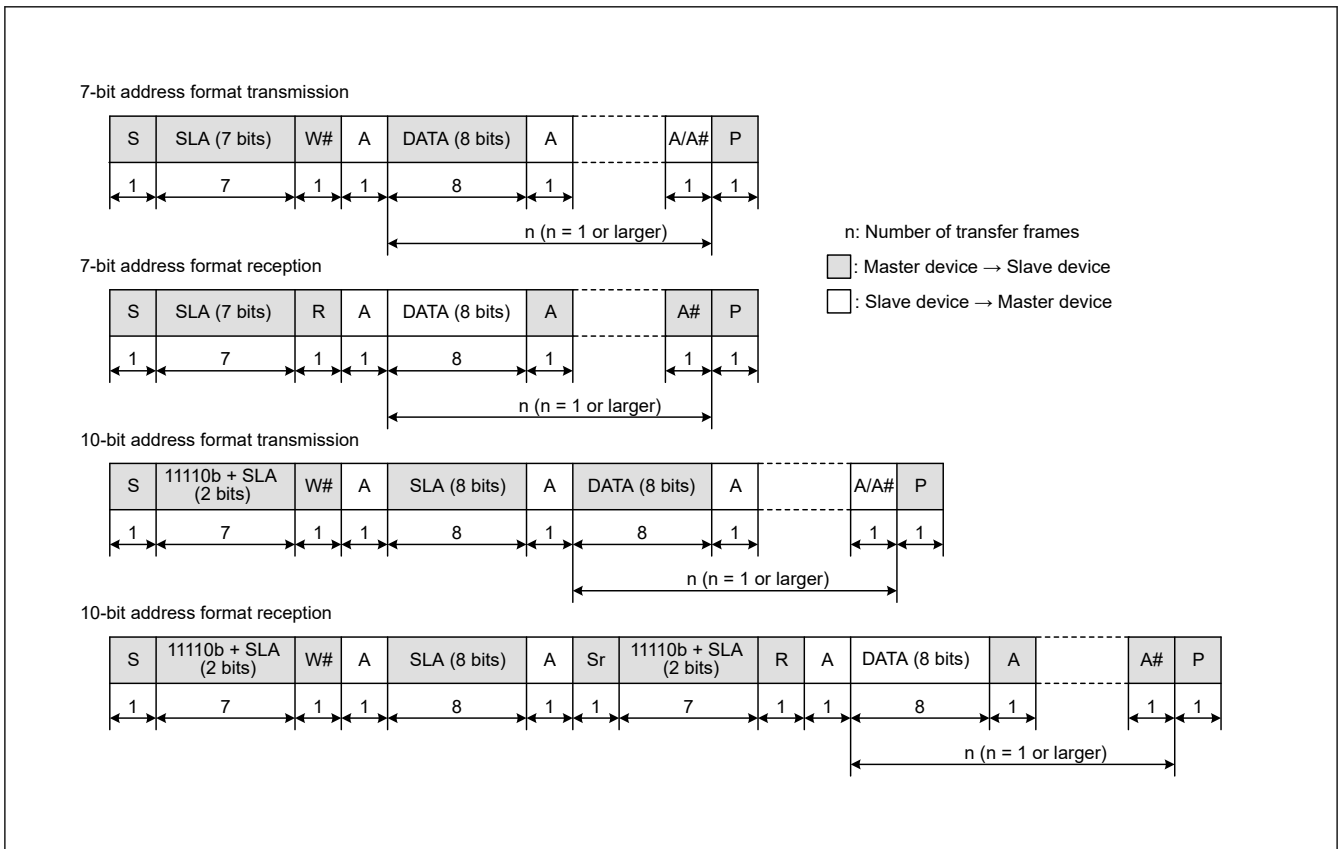 7-bit address format transmission
S SLA (7 bits) W# A DATA (8 bits) A A/A# P
1 7 1 1 8 1 1 1
n (n = 1 or larger)
n: Number of transfer frames
: Master device → Slave device
: Slave device → Master device
7-bit address format reception
S SLA (7 bits) R A DATA (8 bits) A A# P
1 7 1 1 8 1 1 1
n (n = 1 or larger)
10-bit address format transmission
S 11110b + SLA (2 bits) W# A SLA (8 bits) A DATA (8 bits) A A/A# P
1 7 1 1 8 1 8 1 1 1
n (n = 1 or larger)
10-bit address format reception
S 11110b + SLA (2 bits) W# A SLA (8 bits) A Sr 11110b + SLA (2 bits) R A DATA (8 bits) A A# P
1 7 1 1 8 1 1 7 1 1 8 1 1 1
n (n = 1 or larger)